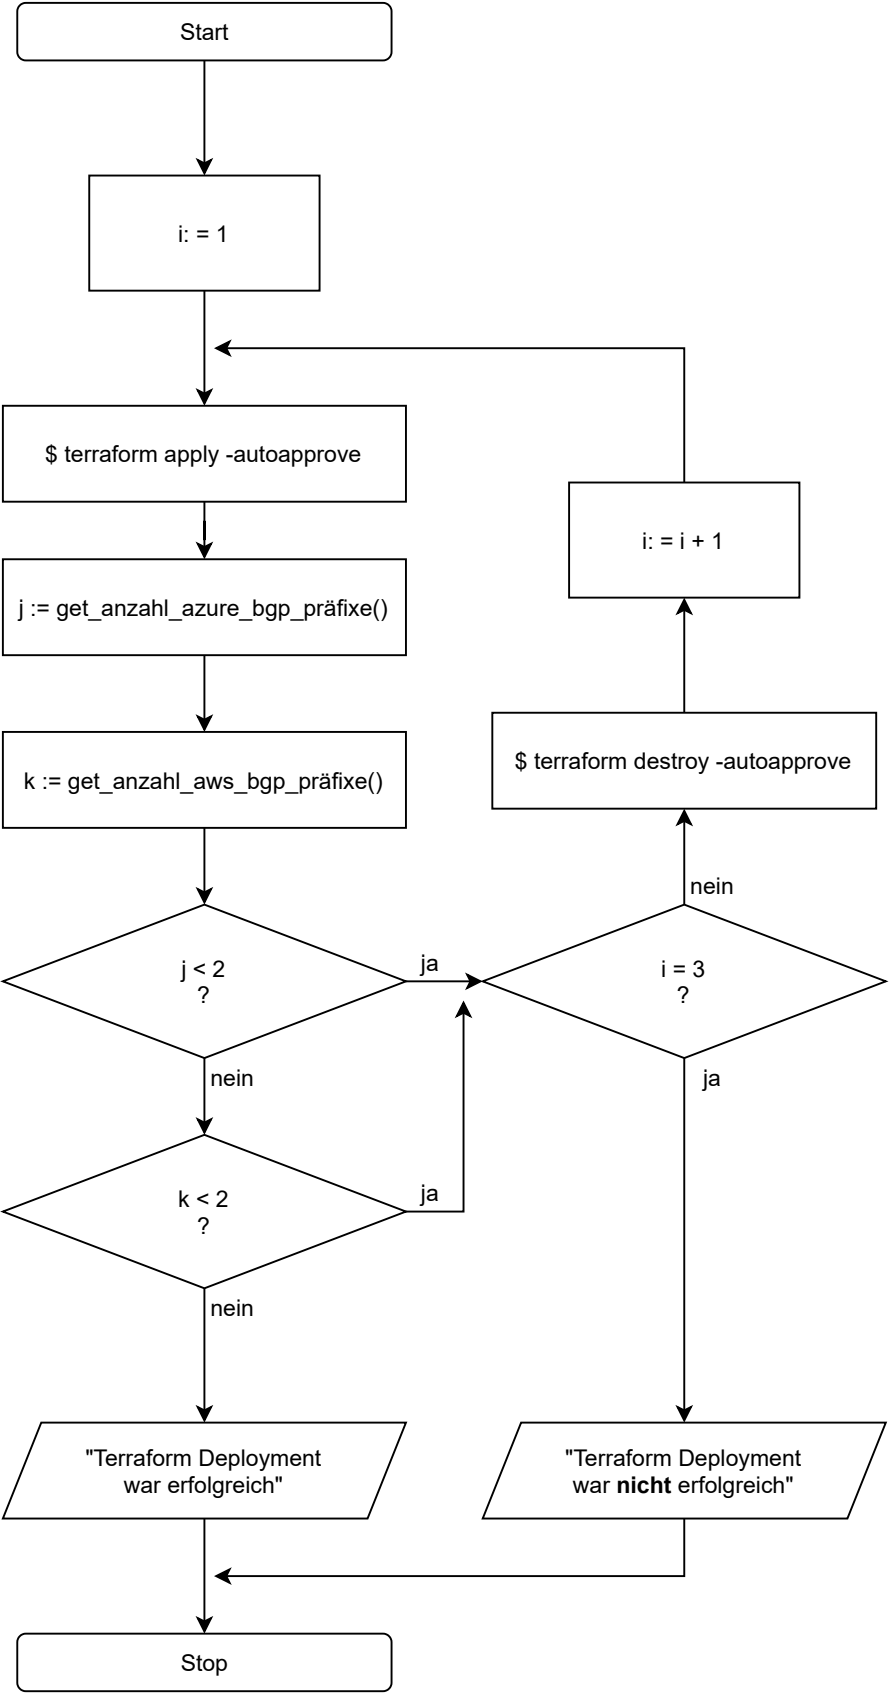 Start
i: = 1
$ terraform apply -autoapprove
i: = i + 1
j := get_anzahl_azure_bgp_präfixe()
$ terraform destroy -autoapprove
k := get_anzahl_aws_bgp_präfixe()
nein
j < 2
?
ja
i = 3
?
nein
ja
k < 2
?
ja
nein
"Terraform Deployment
war erfolgreich"
"Terraform Deployment
war nicht erfolgreich"
Stop